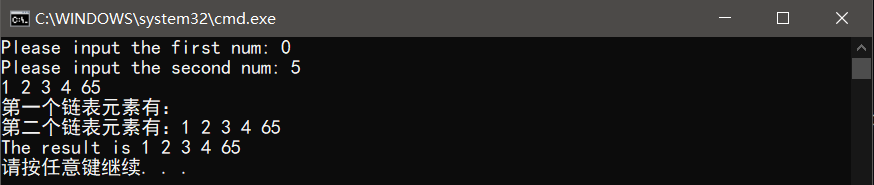 C:\WINDOWS\system32\cmd.exe
Please input the first num: 0
Please input the second num: 5
1 2 3 4 65
第一个链表元素有:
第二个链表元素有: 1 2 3 4 65
The result is 1 2 3 4 65
请按任意键继续. . .